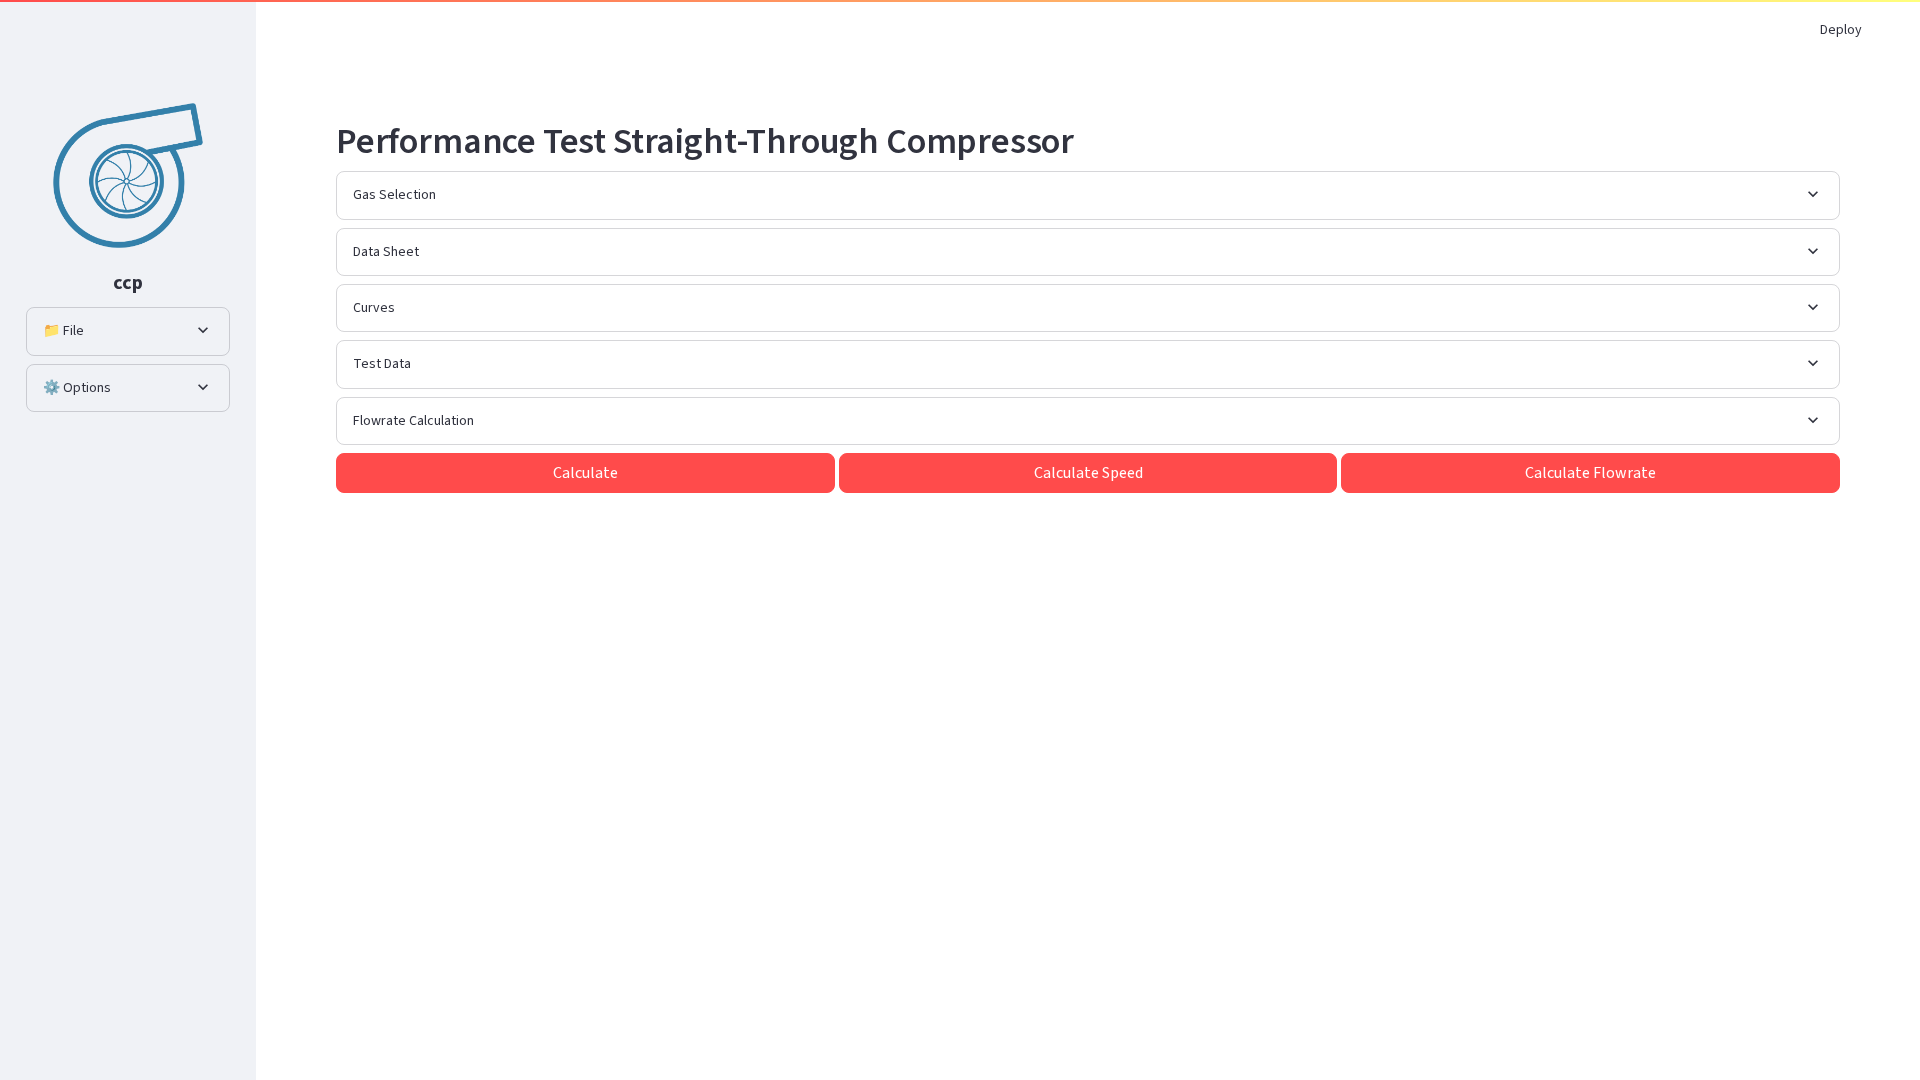 Deploy
ccp
📁 File
⚙️ Options
Performance Test Straight-Through Compressor
Gas Selection
Data Sheet
Curves
Test Data
Flowrate Calculation
Calculate
Calculate Speed
Calculate Flowrate